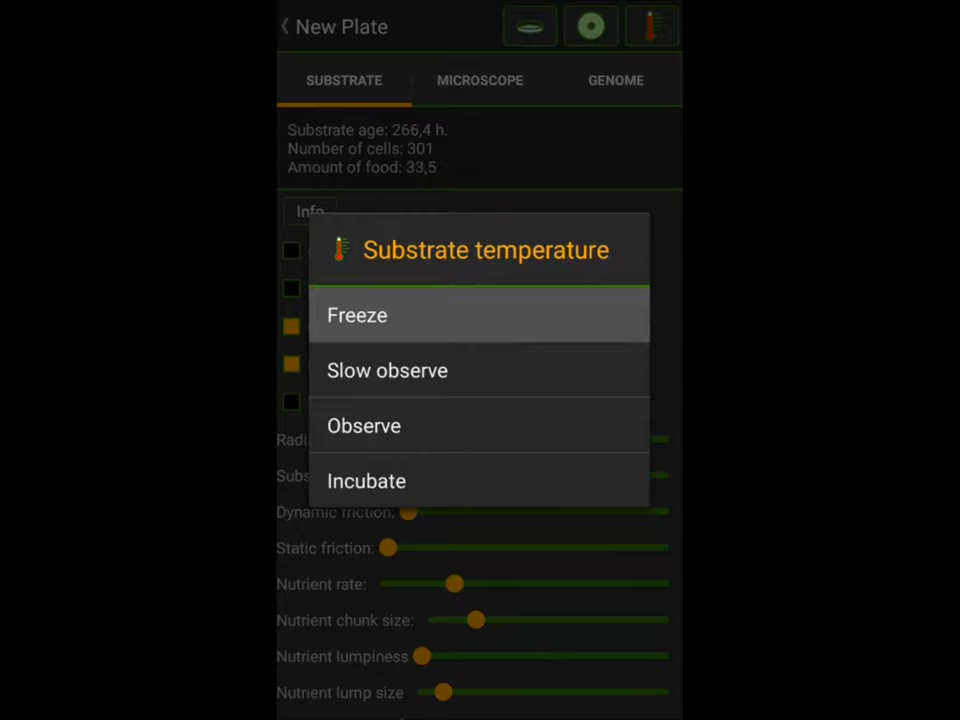 New Plate
SUBSTRATE MICROSCOPE GENOME
Substrate age: 266,4 h.
Number of cells: 301
Amount of food: 33,5
Info
Substrate temperature
Freeze
Slow observe
Observe
Incubate
Dynamic friction:
Static friction:
Nutrient rate:
Nutrient chunk size:
Nutrient lumpiness
Nutrient lump size